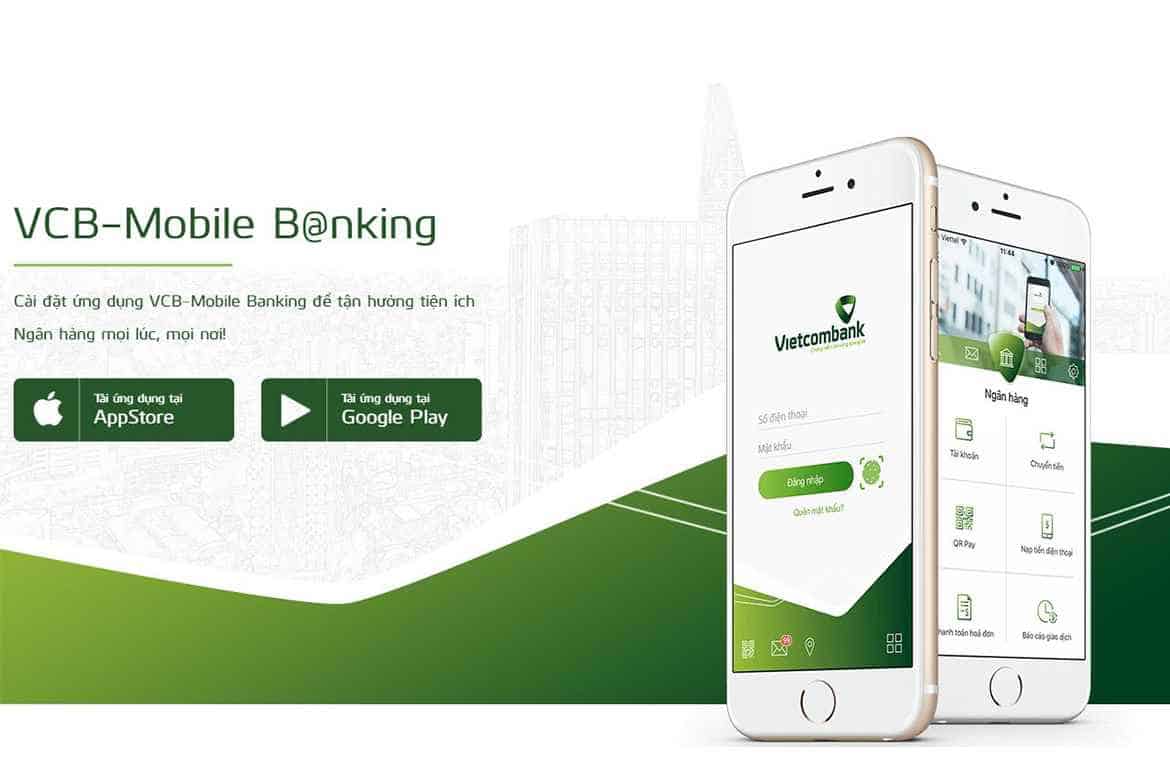 VCB-Mobile B@nking
Cài đặt ứng dụng VCB-Mobile Banking để tận hưởng tiện ích
Ngân hàng mọi lúc, mọi nơi!
Tải ứng dụng tại
AppStore
Tải ứng dụng tại
Google Play
Vietcombank
Số điện thoại
Mật khẩu
Đăng nhập
Quên mật khẩu?
99
Viettel
11:44
Ngân hàng
Tài khoản
Chuyển tiền
QR Pay
Nạp tiền điện thoại
hanh toán hoá đơn
Báo cáo giao dịch